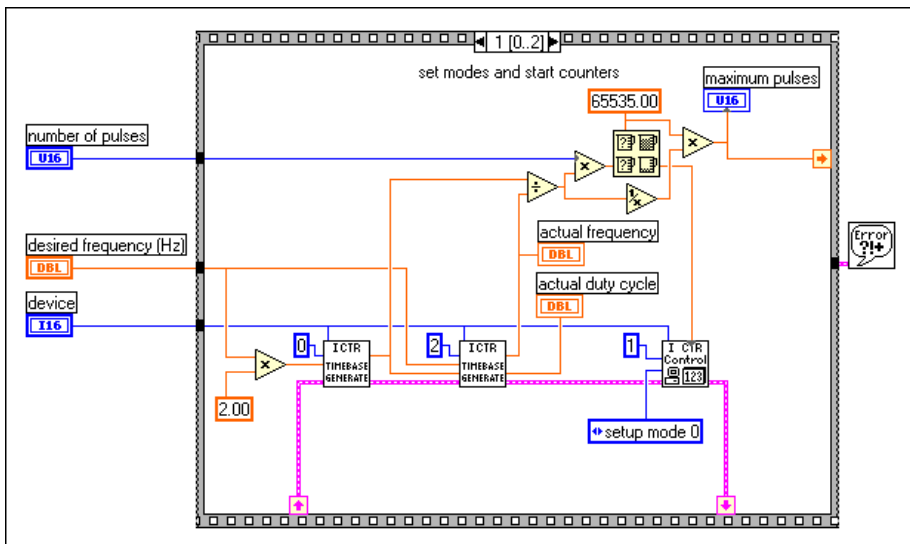 1 [0..2]
set modes and start counters
maximum pulses
65535.00
U16
number of pulses
U16
?
?
×
×
÷
1/x
actual frequency
DBL
desired frequency (Hz)
DBL
Error
?!+
actual duty cycle
DBL
device
I16
0
ICTR
TIMEBASE
GENERATE
2
ICTR
TIMEBASE
GENERATE
1
I CTR
Control
123
×
2.00
setup mode 0